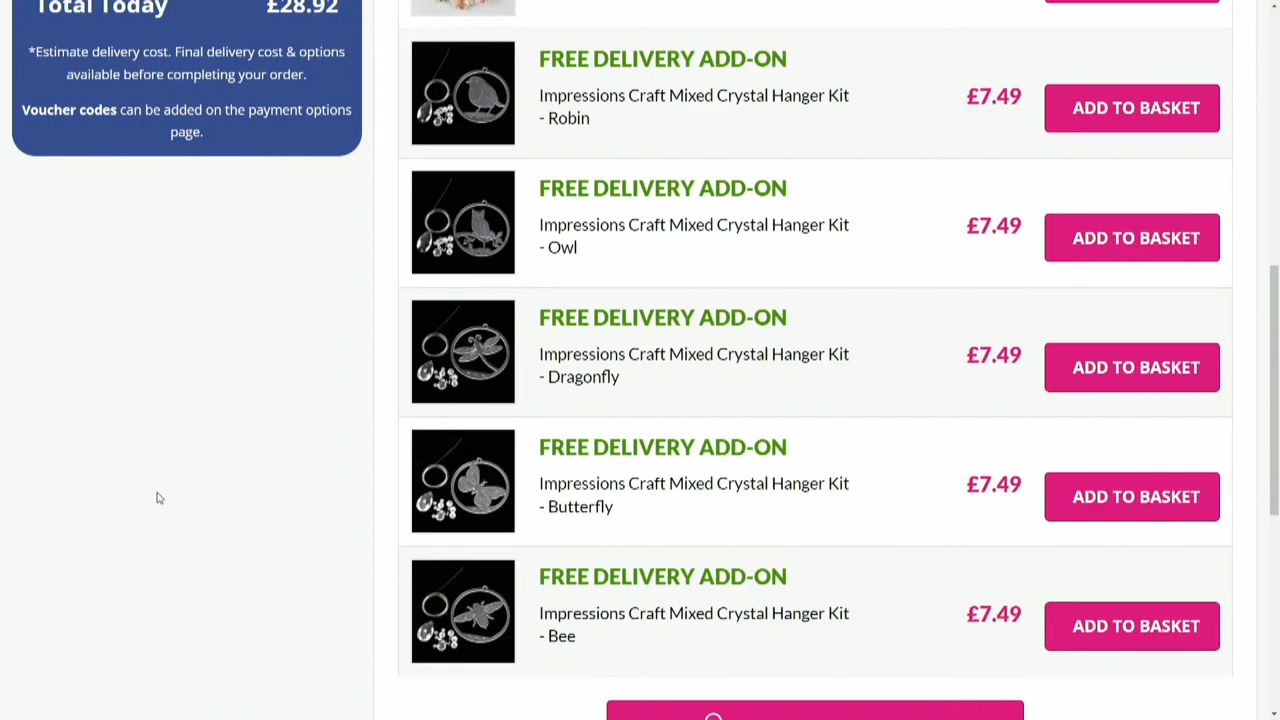 Total Today £28.92
*Estimate delivery cost. Final delivery cost & options
available before completing your order.
Voucher codes can be added on the payment options
page.
FREE DELIVERY ADD-ON
Impressions Craft Mixed Crystal Hanger Kit
- Robin
£7.49
ADD TO BASKET
FREE DELIVERY ADD-ON
Impressions Craft Mixed Crystal Hanger Kit
- Owl
£7.49
ADD TO BASKET
FREE DELIVERY ADD-ON
Impressions Craft Mixed Crystal Hanger Kit
- Dragonfly
£7.49
ADD TO BASKET
FREE DELIVERY ADD-ON
Impressions Craft Mixed Crystal Hanger Kit
- Butterfly
£7.49
ADD TO BASKET
FREE DELIVERY ADD-ON
Impressions Craft Mixed Crystal Hanger Kit
- Bee
£7.49
ADD TO BASKET